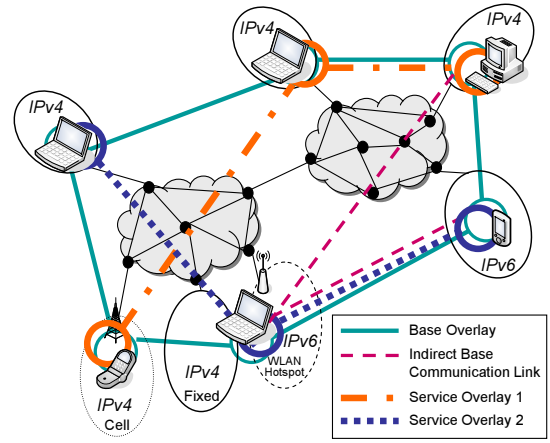 IPv4
IPv4
IPv4
IPv6
IPv6
WLAN
Hotspot
IPv4
Fixed
IPv4
Cell
Base Overlay
Indirect Base
Communication Link
Service Overlay 1
Service Overlay 2